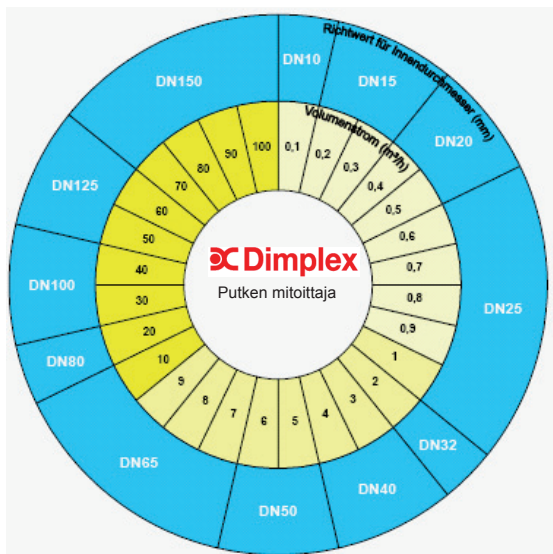 DN10
DN15
DN20
DN25
DN32
DN40
DN50
DN65
DN80
DN100
DN125
DN150
Richtwert für Innendurchmesser (mm)
Volumenstrom (m³/h)
0,1
0,2
0,3
0,4
0,5
0,6
0,7
0,8
0,9
1
2
3
4
5
6
7
8
9
10
20
30
40
50
60
70
80
90
100
Dimplex
Putken mitoittaja